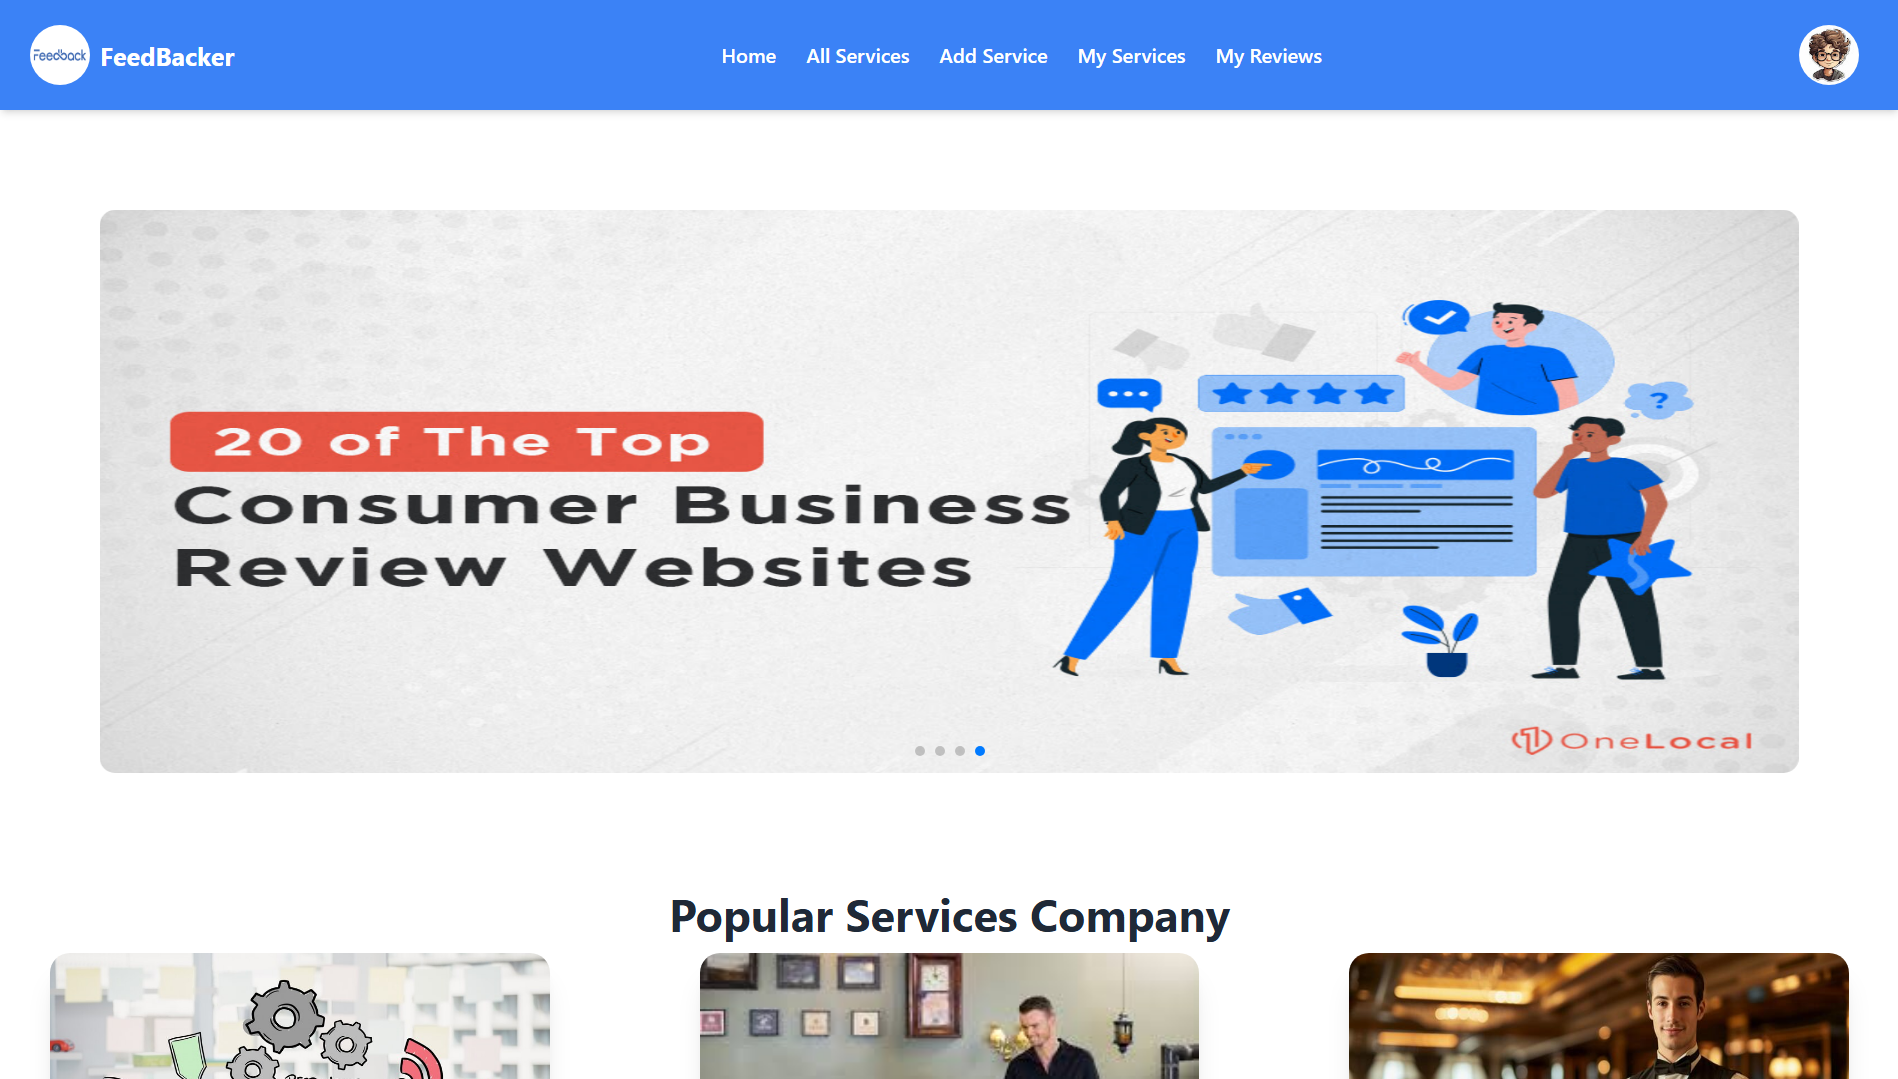 Feedback
FeedBacker
Home
All Services
Add Service
My Services
My Reviews
20 of The Top
Consumer Business
Review Websites
?
OneLocal
Popular Services Company